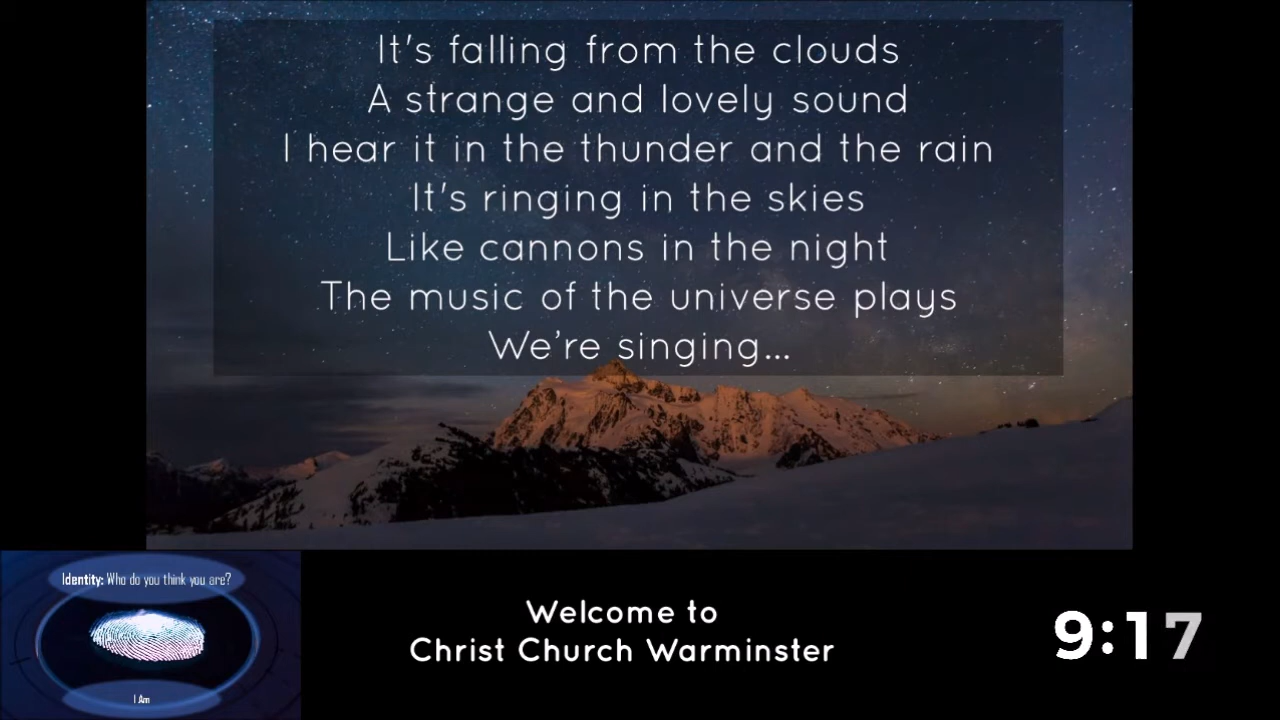 It's falling from the clouds
A strange and lovely sound
I hear it in the thunder and the rain
It's ringing in the skies
Like cannons in the night
The music of the universe plays
We’re singing...
Identity: Who do you think you are?
I Am
Welcome to
Christ Church Warminster
9:17